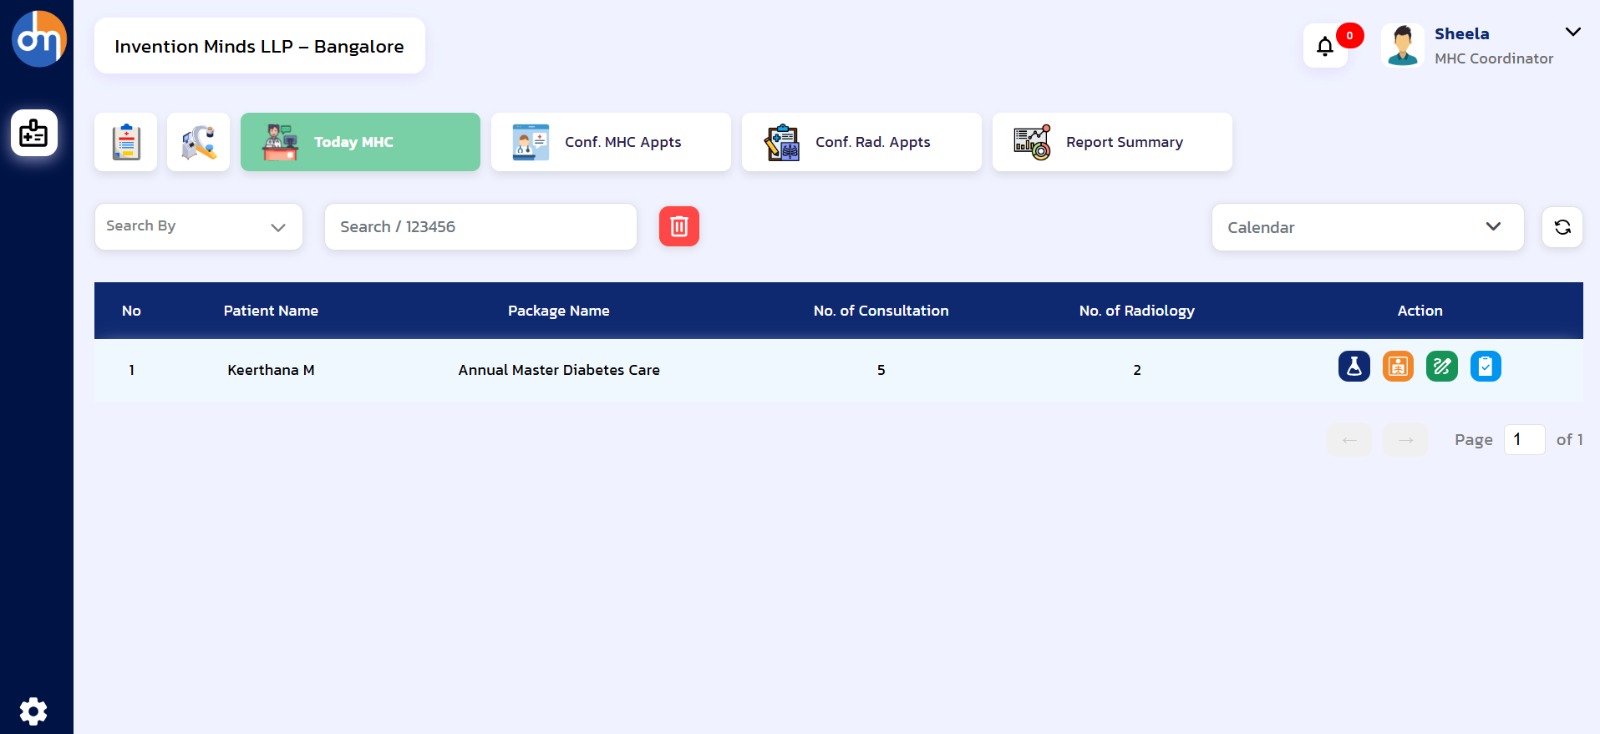 dm
Invention Minds LLP – Bangalore
0
Sheela
MHC Coordinator
Today MHC
Conf. MHC Appts
Conf. Rad. Appts
Report Summary
Search By
Search / 123456
Calendar
No Patient Name Package Name No. of Consultation No. of Radiology Action
1 Keerthana M Annual Master Diabetes Care 5 2
← → Page 1 of 1